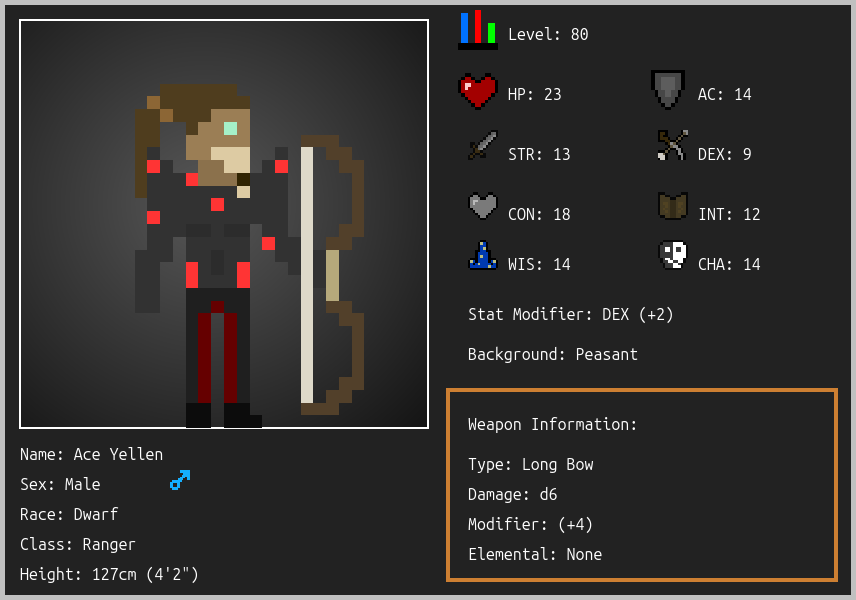 Level: 80
HP: 23
AC: 14
STR: 13
DEX: 9
CON: 18
INT: 12
WIS: 14
CHA: 14
Stat Modifier: DEX (+2)
Background: Peasant
Weapon Information:
Type: Long Bow
Damage: d6
Modifier: (+4)
Elemental: None
Name: Ace Yellen
Sex: Male
Race: Dwarf
Class: Ranger
Height: 127cm (4'2")